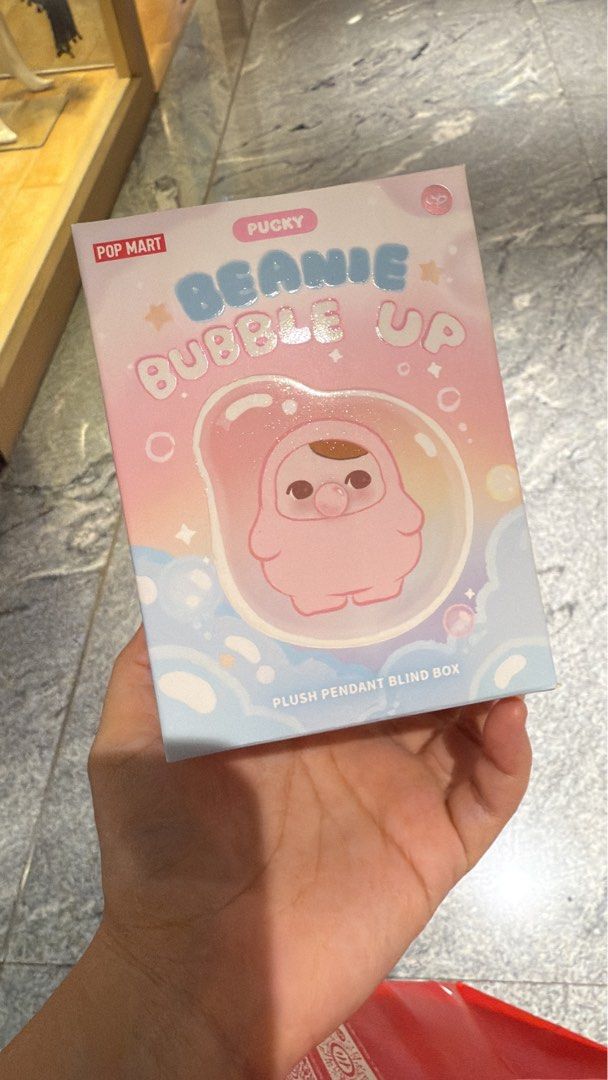 POP MART
PUCKY
BEANIE
BUBBLE UP
PLUSH PENDANT BLIND BOX